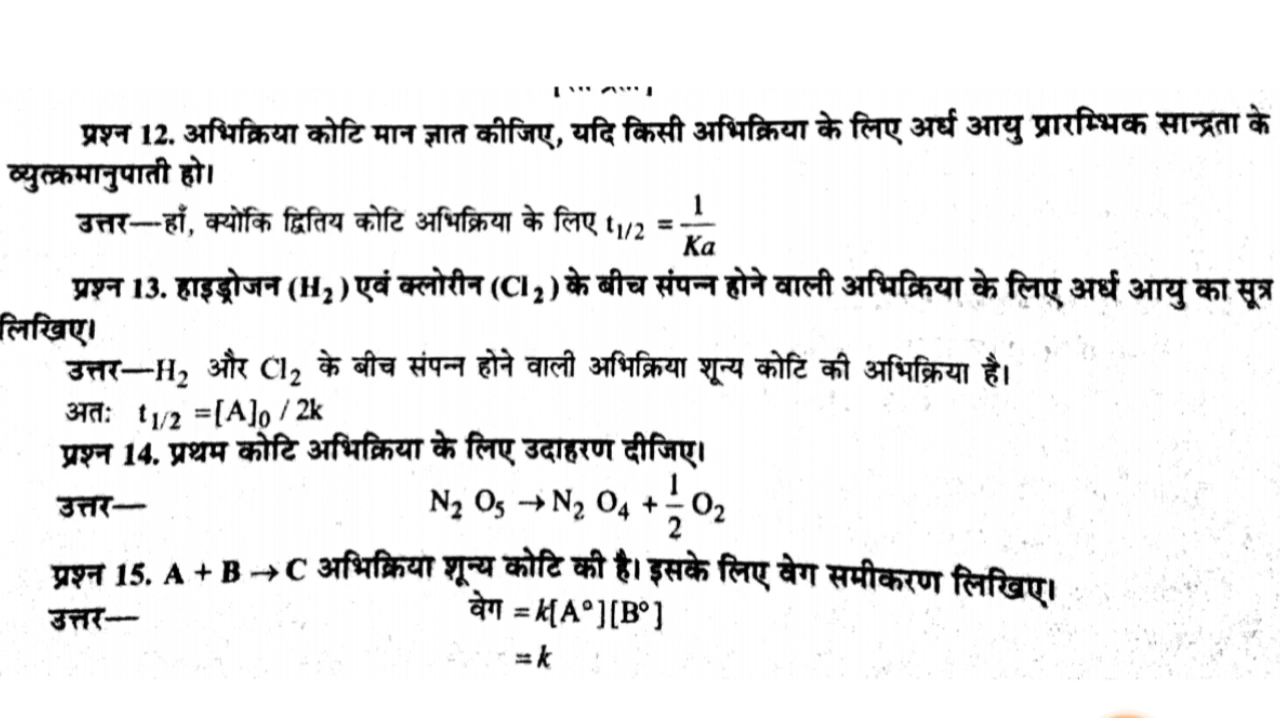 प्रश्न 12. अभिक्रिया कोटि मान ज्ञात कीजिए, यदि किसी अभिक्रिया के लिए अर्ध आयु प्रारम्भिक सान्द्रता के
व्युत्क्रमानुपाती हो।
उत्तर—हाँ, क्योंकि द्वितिय कोटि अभिक्रिया के लिए t₁/₂ = 1/Ka
प्रश्न 13. हाइड्रोजन (H₂) एवं क्लोरीन (Cl₂) के बीच संपन्न होने वाली अभिक्रिया के लिए अर्ध आयु का सूत्र
लिखिए।
उत्तर—H₂ और Cl₂ के बीच संपन्न होने वाली अभिक्रिया शून्य कोटि की अभिक्रिया है।
अतः t₁/₂ =[A]₀ / 2k
प्रश्न 14. प्रथम कोटि अभिक्रिया के लिए उदाहरण दीजिए।
उत्तर— N₂ O₅ → N₂ O₄ + 1/2 O₂
प्रश्न 15. A + B → C अभिक्रिया शून्य कोटि की है। इसके लिए वेग समीकरण लिखिए।
उत्तर— वेग = k[A°][B°]
= k